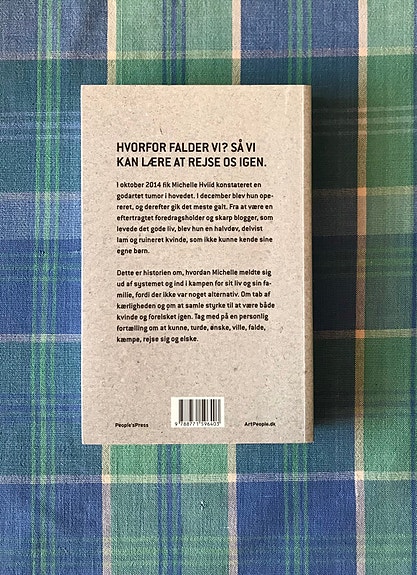 HVORFOR FALDER VI? SÅ VI
KAN LÆRE AT REJSE OS IGEN.
I oktober 2014 fik Michelle Hviid konstateret en
godartet tumor i hovedet. I december blev hun ope-
reret, og derefter gik det meste galt. Fra at være en
eftertragtet foredragsholder og skarp blogger, som
levede det gode liv, blev hun en halvdøv, delvist
lam og ruineret kvinde, som ikke kunne kende sine
egne børn.
Dette er historien om, hvordan Michelle meldte sig
ud af systemet og ind i kampen for sit liv og sin fa-
milie, fordi der ikke var noget alternativ. Om tab af
kærligheden og om at samle styrke til at være både
kvinde og forelsket igen. Tag med på en personlig
fortælling om at kunne, turde, ønske, ville, falde,
kæmpe, rejse sig og elske.
9 788771 596403
People'sPress
ArtPeople.dk